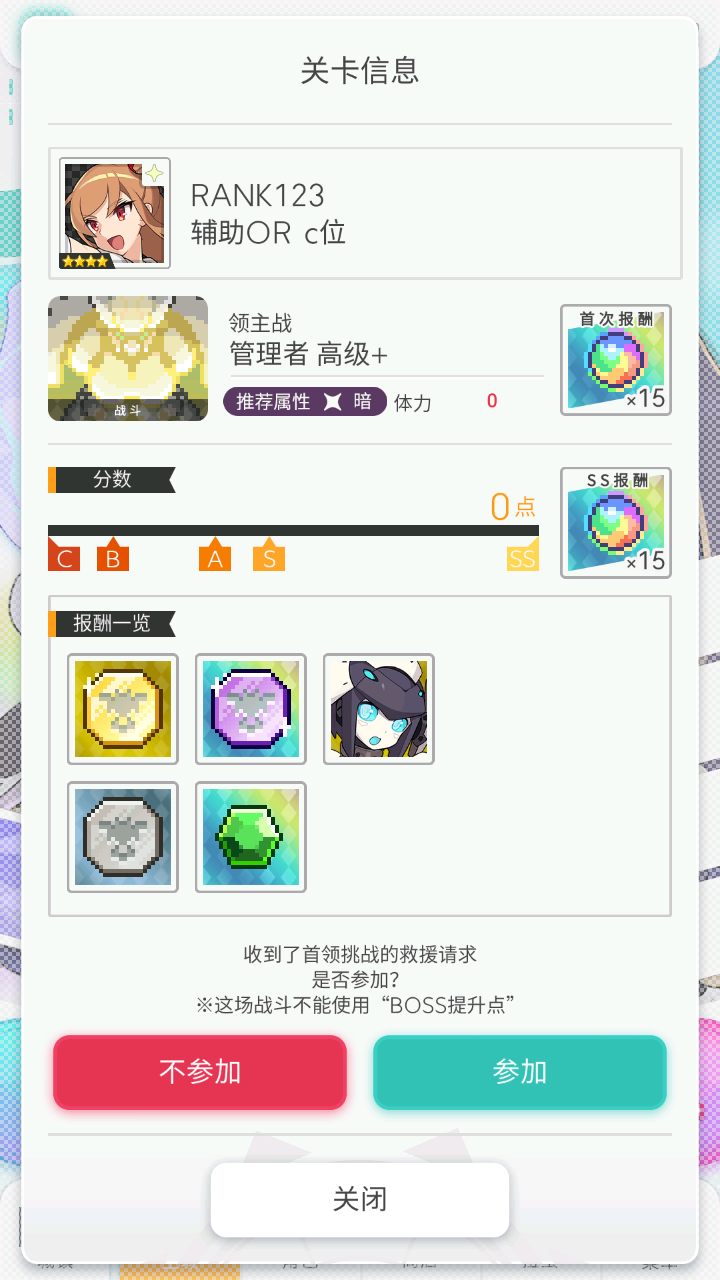 关卡信息
RANK123
辅助OR c位
领主战
管理者 高级+
战斗
推荐属性 暗 体力 0
首次报酬
×15
分数
0点
C B A S SS
SS报酬
×15
报酬一览
收到了首领挑战的救援请求
是否参加？
※这场战斗不能使用“BOSS提升点”
不参加
参加
关闭